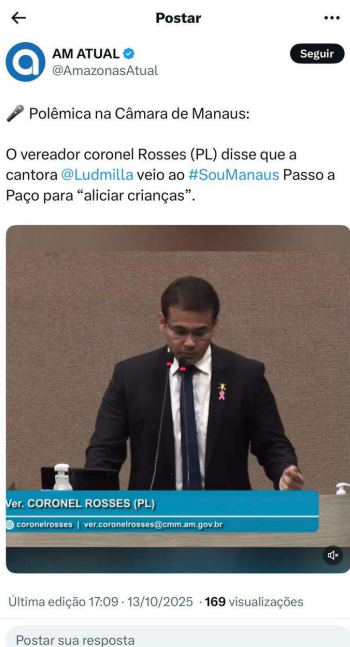 Postar
AM ATUAL
@AmazonasAtual
Seguir
Polêmica na Câmara de Manaus:
O vereador coronel Rosses (PL) disse que a
cantora @Ludmilla veio ao #SouManaus Passo a
Paço para “aliciar crianças”.
Ver. CORONEL ROSSES (PL)
coronelrosses | ver.coronelrosses@cmm.am.gov.br
Última edição 17:09 · 13/10/2025 · 169 visualizações
Postar sua resposta